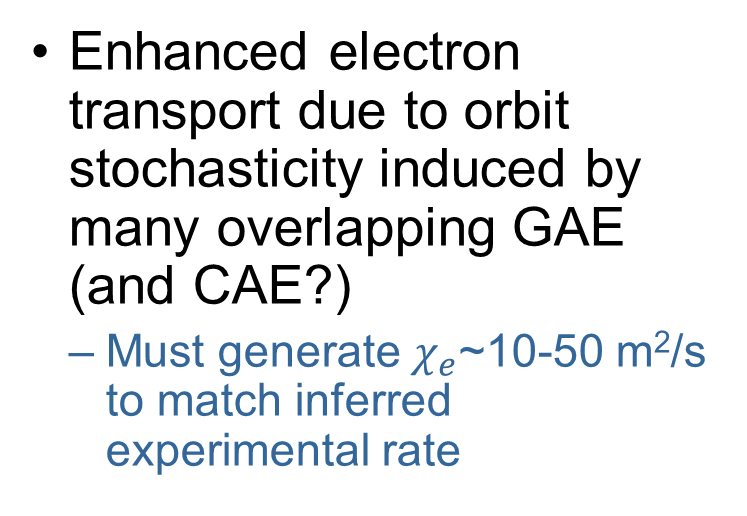 • Enhanced electron
transport due to orbit
stochasticity induced by
many overlapping GAE
(and CAE?)
– Must generate 𝜒ₑ~10-50 m²/s
to match inferred
experimental rate